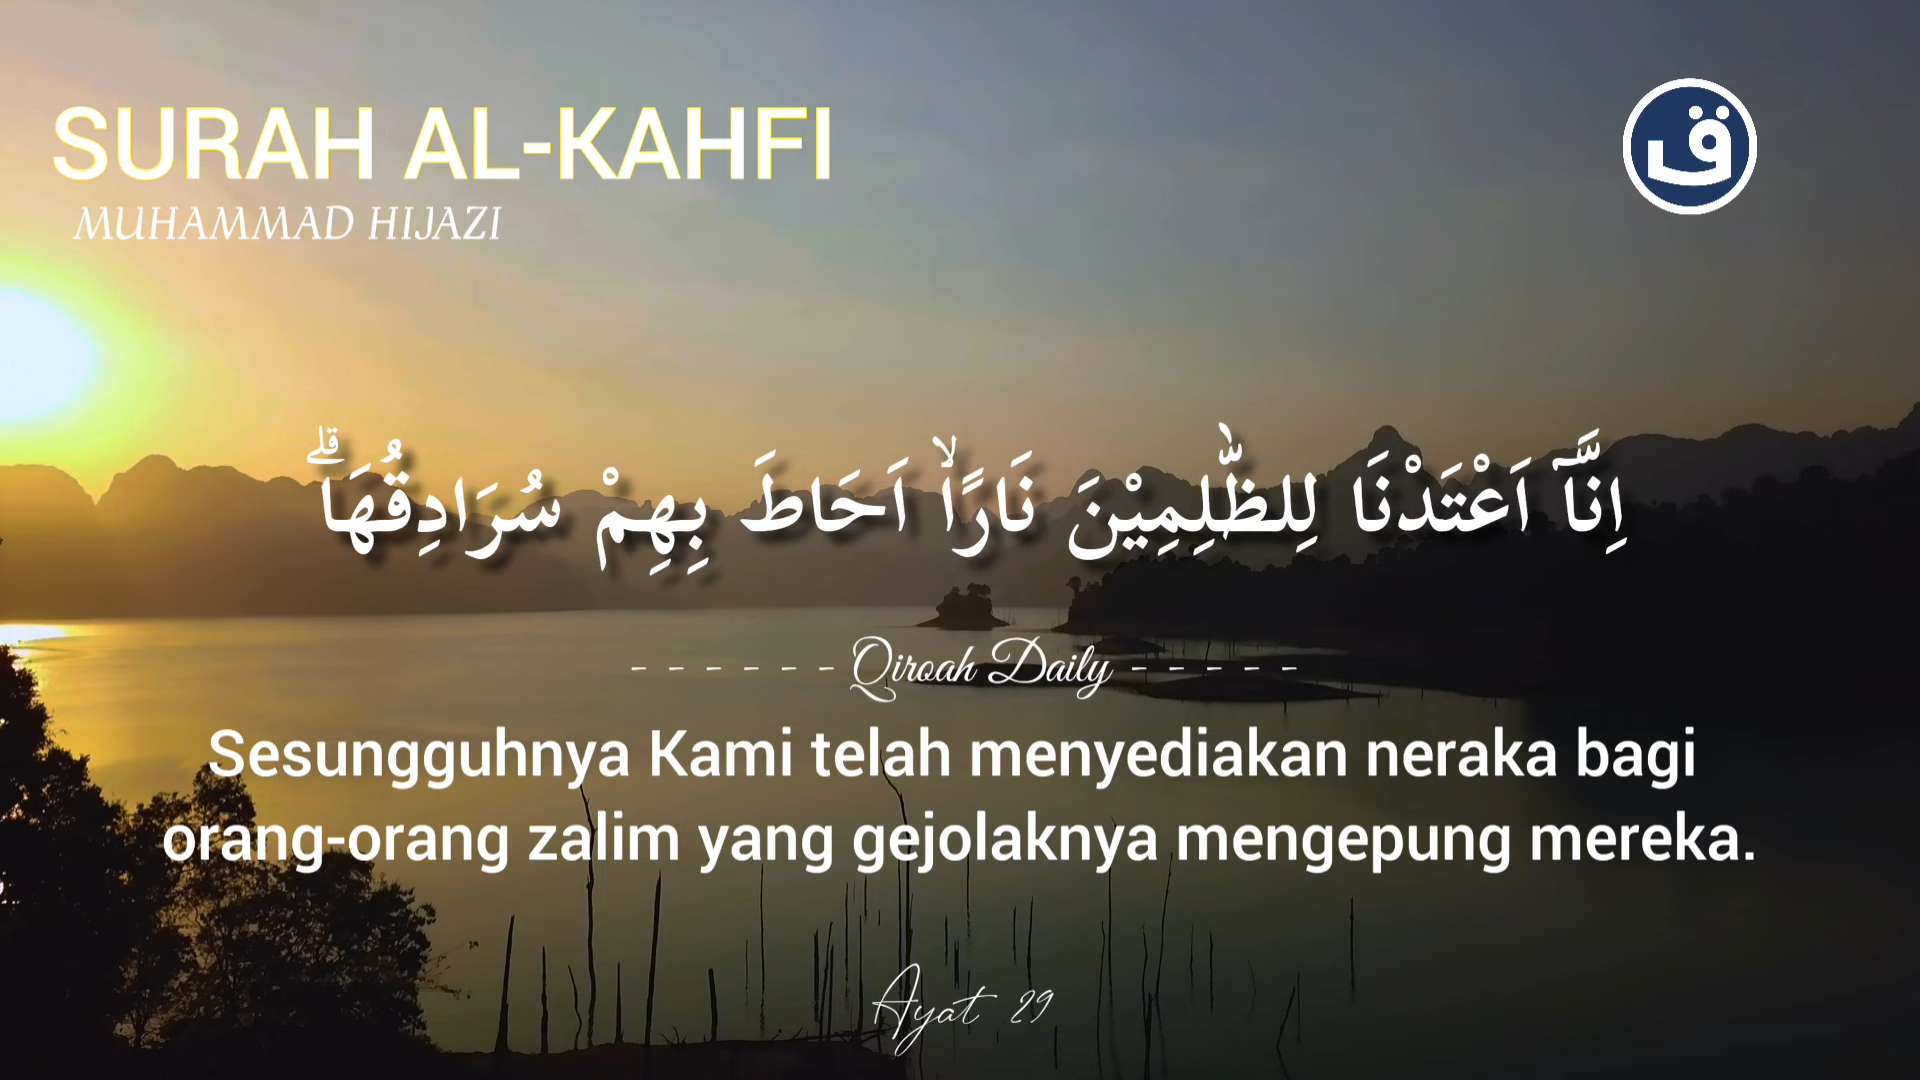 SURAH AL-KAHFI
MUHAMMAD HIJAZI
ق
اِنَّآ اَعْتَدْنَا لِلظّٰلِمِيْنَ نَارًاۙ اَحَاطَ بِهِمْ سُرَادِقُهَاۗ
- - - - - - Qiroah Daily - - - - -
Sesungguhnya Kami telah menyediakan neraka bagi
orang-orang zalim yang gejolaknya mengepung mereka.
Ayat 29